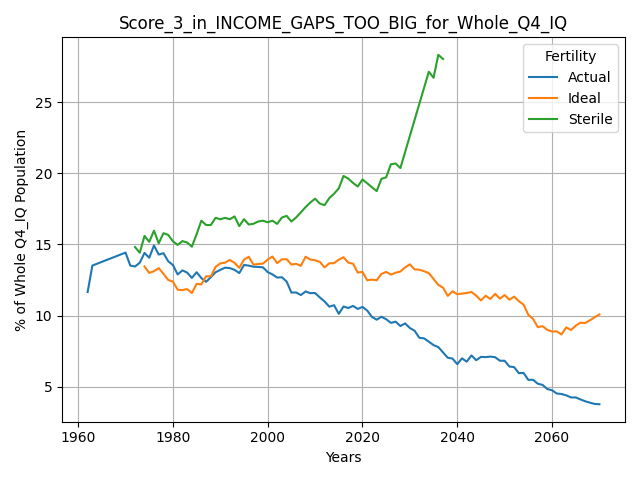 Score_3_in_INCOME_GAPS_TOO_BIG_for_Whole_Q4_IQ
Fertility
Actual
Ideal
Sterile
% of Whole Q4_IQ Population
25
20
15
10
5
1960 1980 2000 2020 2040 2060
Years